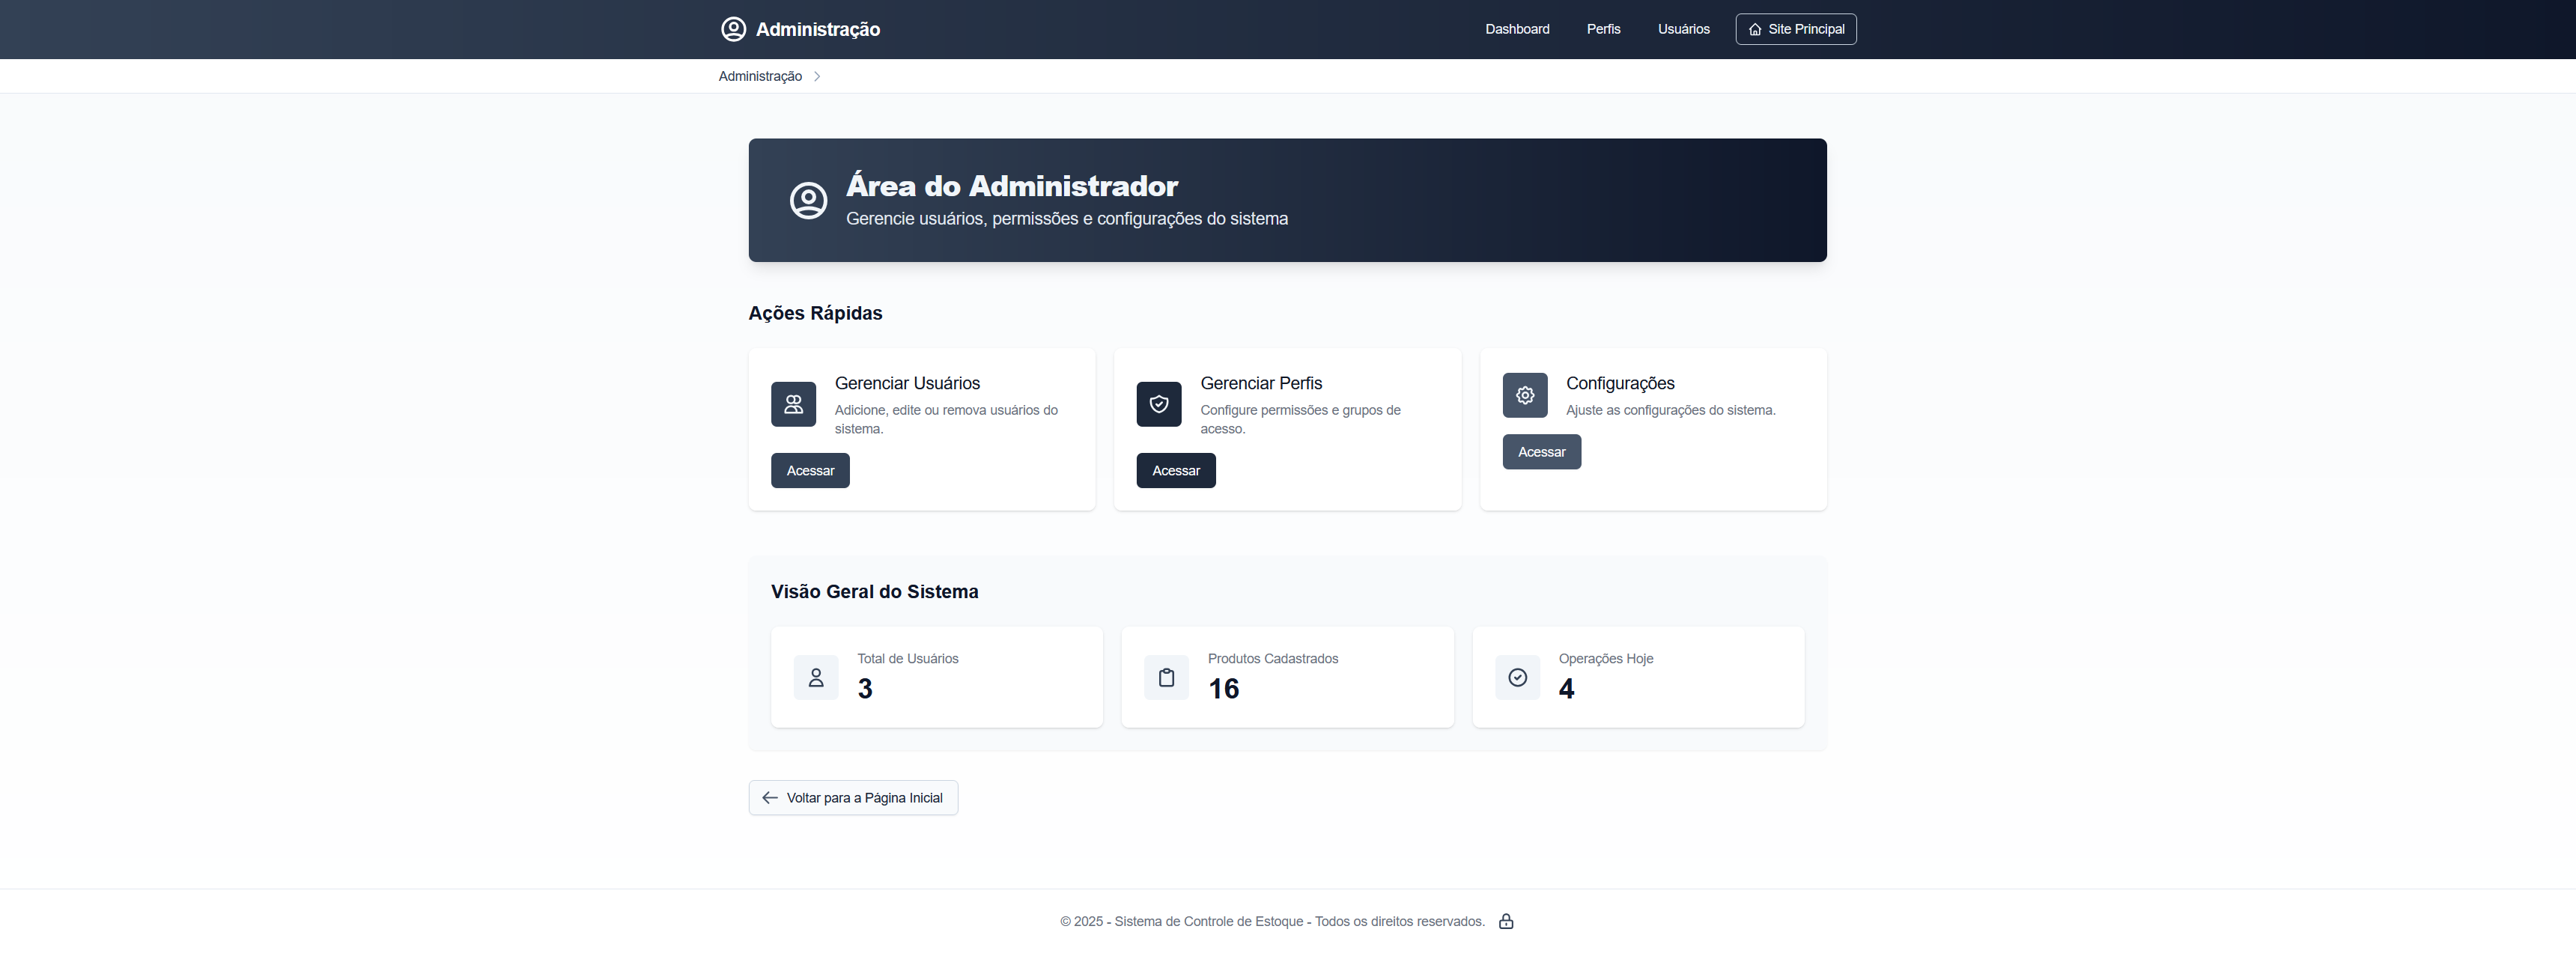 Administração
Dashboard
Perfis
Usuários
Site Principal
Administração
Área do Administrador
Gerencie usuários, permissões e configurações do sistema
Ações Rápidas
Gerenciar Usuários
Adicione, edite ou remova usuários do
sistema.
Acessar
Gerenciar Perfis
Configure permissões e grupos de
acesso.
Acessar
Configurações
Ajuste as configurações do sistema.
Acessar
Visão Geral do Sistema
Total de Usuários
3
Produtos Cadastrados
16
Operações Hoje
4
Voltar para a Página Inicial
© 2025 - Sistema de Controle de Estoque - Todos os direitos reservados.